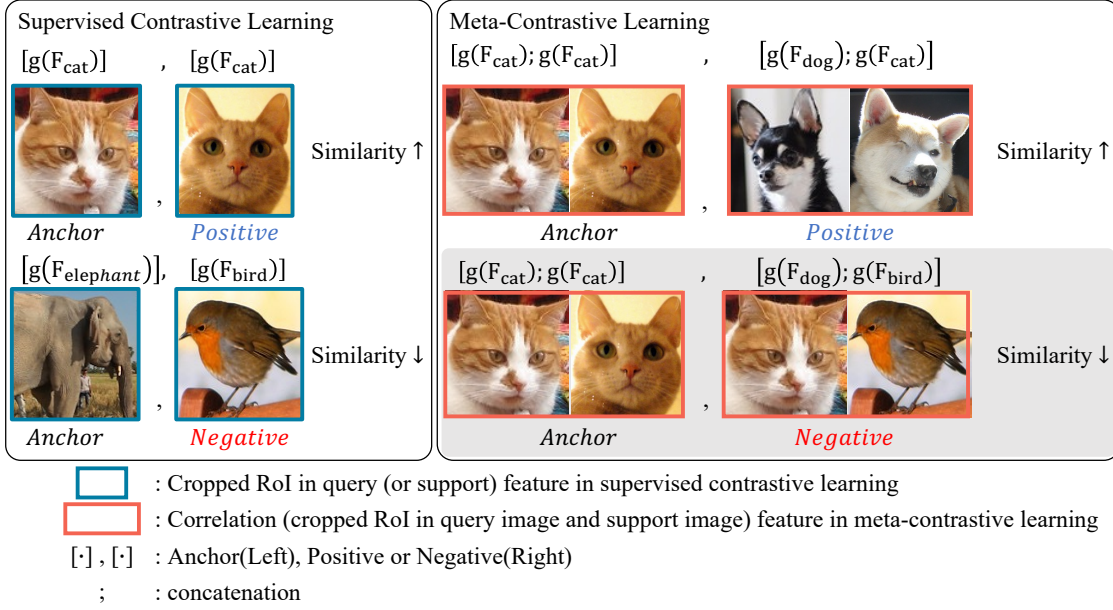 Supervised Contrastive Learning
[g(F_cat)] , [g(F_cat)]
Similarity ↑
,
Anchor Positive
[g(F_elephant)], [g(F_bird)]
Similarity ↓
,
Anchor Negative
Meta-Contrastive Learning
[g(F_cat); g(F_cat)] , [g(F_dog); g(F_cat)]
Similarity ↑
,
Anchor Positive
[g(F_cat); g(F_cat)] , [g(F_dog); g(F_bird)]
Similarity ↓
,
Anchor Negative
: Cropped RoI in query (or support) feature in supervised contrastive learning
: Correlation (cropped RoI in query image and support image) feature in meta-contrastive learning
[·] , [·] : Anchor(Left), Positive or Negative(Right)
; : concatenation